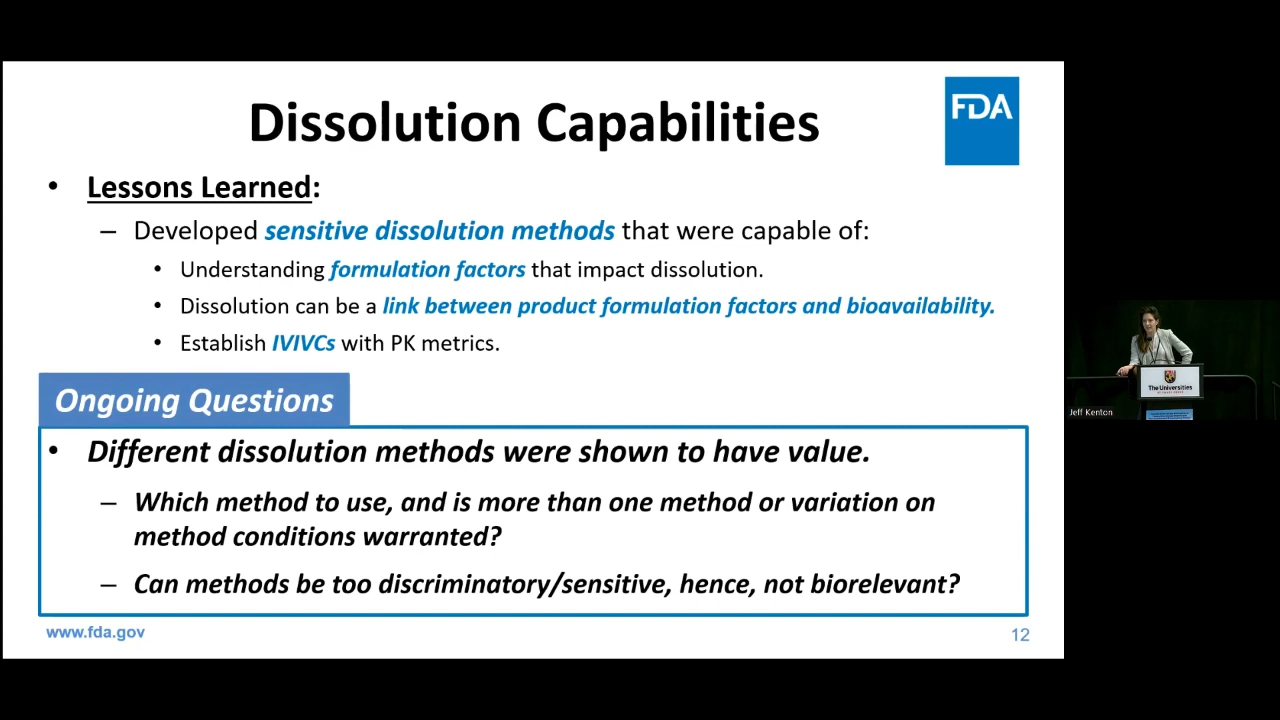 Dissolution Capabilities
FDA
• Lessons Learned:
– Developed sensitive dissolution methods that were capable of:
• Understanding formulation factors that impact dissolution.
• Dissolution can be a link between product formulation factors and bioavailability.
• Establish IVIVCs with PK metrics.
Ongoing Questions
• Different dissolution methods were shown to have value.
– Which method to use, and is more than one method or variation on
method conditions warranted?
– Can methods be too discriminatory/sensitive, hence, not biorelevant?
www.fda.gov
12
The Universities
Jeff Kenton